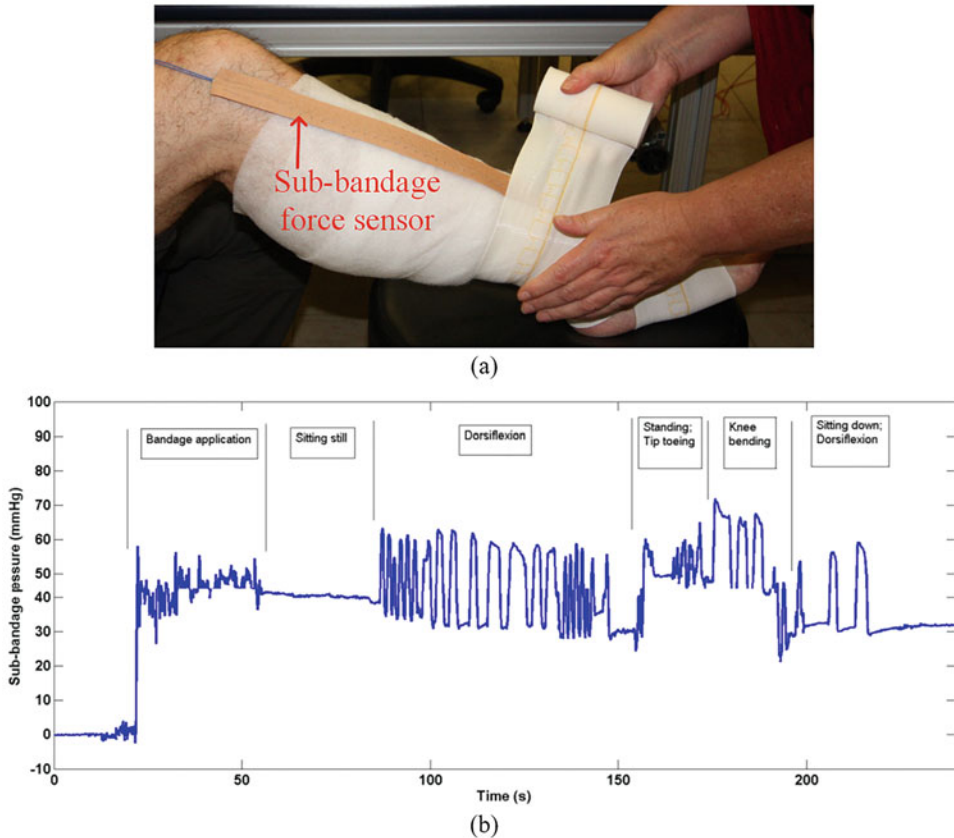 Sub-bandage
force sensor
(a)
100
90
80
70
60
50
40
30
20
10
0
-10
Sub-bandage pssure (mmHg)
Bandage application
Sitting still
Dorsiflexion
Standing;
Tip toeing
Knee
bending
Sitting down;
Dorsiflexion
0 50 100 150 200
Time (s)
(b)